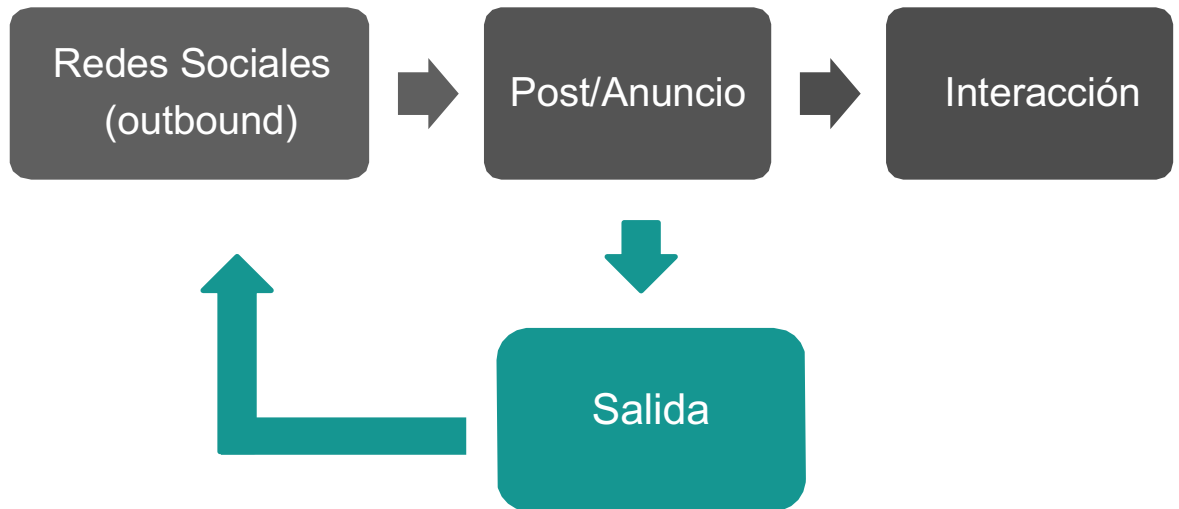 Redes Sociales
(outbound)
Post/Anuncio
Interacción
Salida